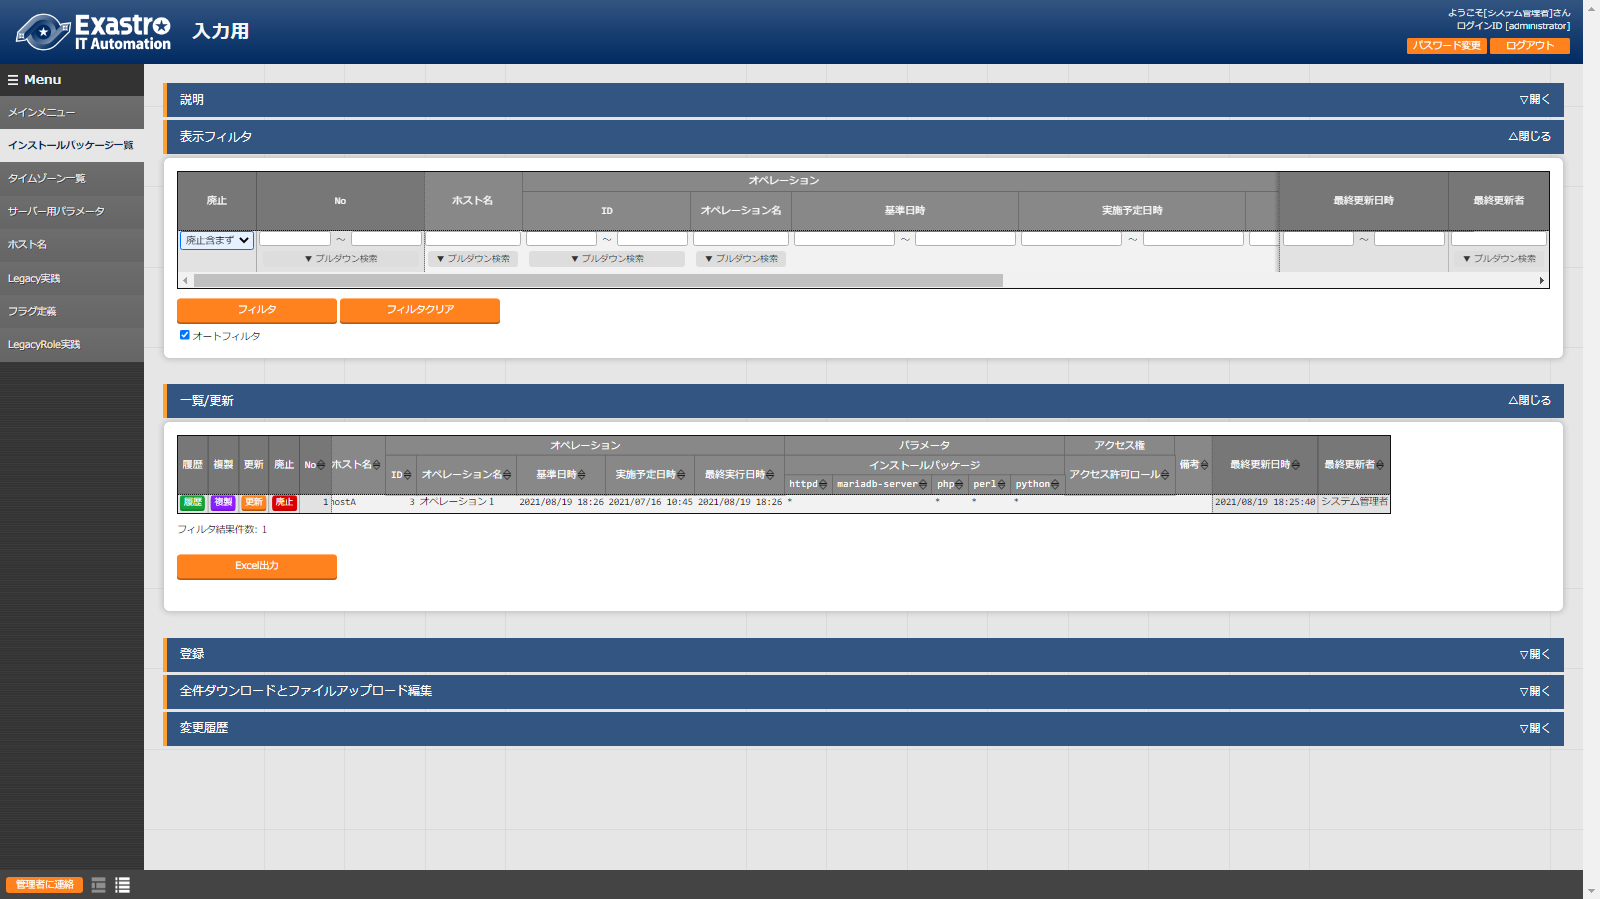 Exastro
IT Automation
入力用
ようこそ[システム管理者]さん
ログインID [administrator]
パスワード変更
ログアウト
Menu
メインメニュー
インストールパッケージ一覧
タイムゾーン一覧
サーバー用パラメータ
ホスト名
Legacy実践
フラグ定義
LegacyRole実践
説明
▽開く
表示フィルタ
△閉じる
廃止
No
ホスト名
オペレーション
最終更新日時
最終更新者
ID
オペレーション名
基準日時
実施予定日時
廃止含まず
～
～
～
～
～
▼プルダウン検索
▼プルダウン検索
▼プルダウン検索
▼プルダウン検索
▼プルダウン検索
フィルタ
フィルタクリア
オートフィルタ
一覧/更新
△閉じる
履歴
複製
更新
廃止
No
ホスト名
オペレーション
パラメータ
アクセス権
備考
最終更新日時
最終更新者
ID
オペレーション名
基準日時
実施予定日時
最終実行日時
インストールパッケージ
アクセス許可ロール
httpd
mariadb-server
php
perl
python
履歴
複製
更新
廃止
1
hostA
3
オペレーション1
2021/08/19 18:26
2021/07/16 10:45
2021/08/19 18:26
*
*
*
*
2021/08/19 18:25:40
システム管理者
フィルタ結果件数: 1
Excel出力
登録
▽開く
全件ダウンロードとファイルアップロード編集
▽開く
変更履歴
▽開く
管理者に連絡